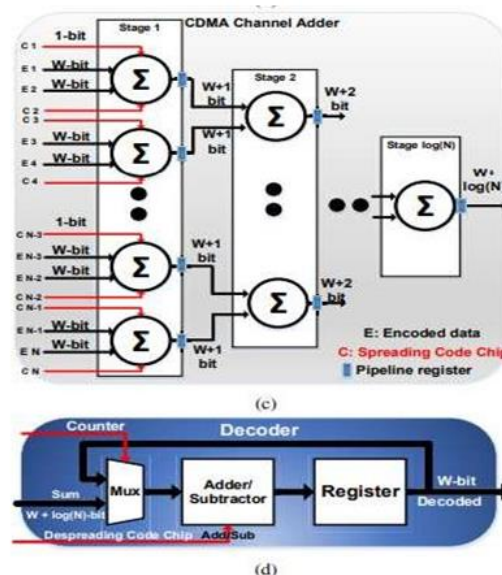 CDMA Channel Adder
Stage 1
1-bit
C 1
E 1 W-bit
E 2 W-bit
C 2
C 3
E 3 W-bit
E 4 W-bit
C 4
Σ
Σ
W+1 bit
W+1 bit
Stage 2
Σ
W+2 bit
Stage log(N)
Σ
W+ log(N)-
1-bit
C N-3
E N-3 W-bit
E N-2 W-bit
C N-2
C N-1
E N-1 W-bit
E N W-bit
C N
Σ
Σ
W+1 bit
W+1 bit
Σ
W+2 bit
E: Encoded data
C: Spreading Code Chip
Pipeline register
(c)
Counter
Decoder
Sum
W + log(N)-bit
Mux
Adder/
Subtractor
Register
W-bit
Decoded
Despreading Code Chip
Add/Sub
(d)